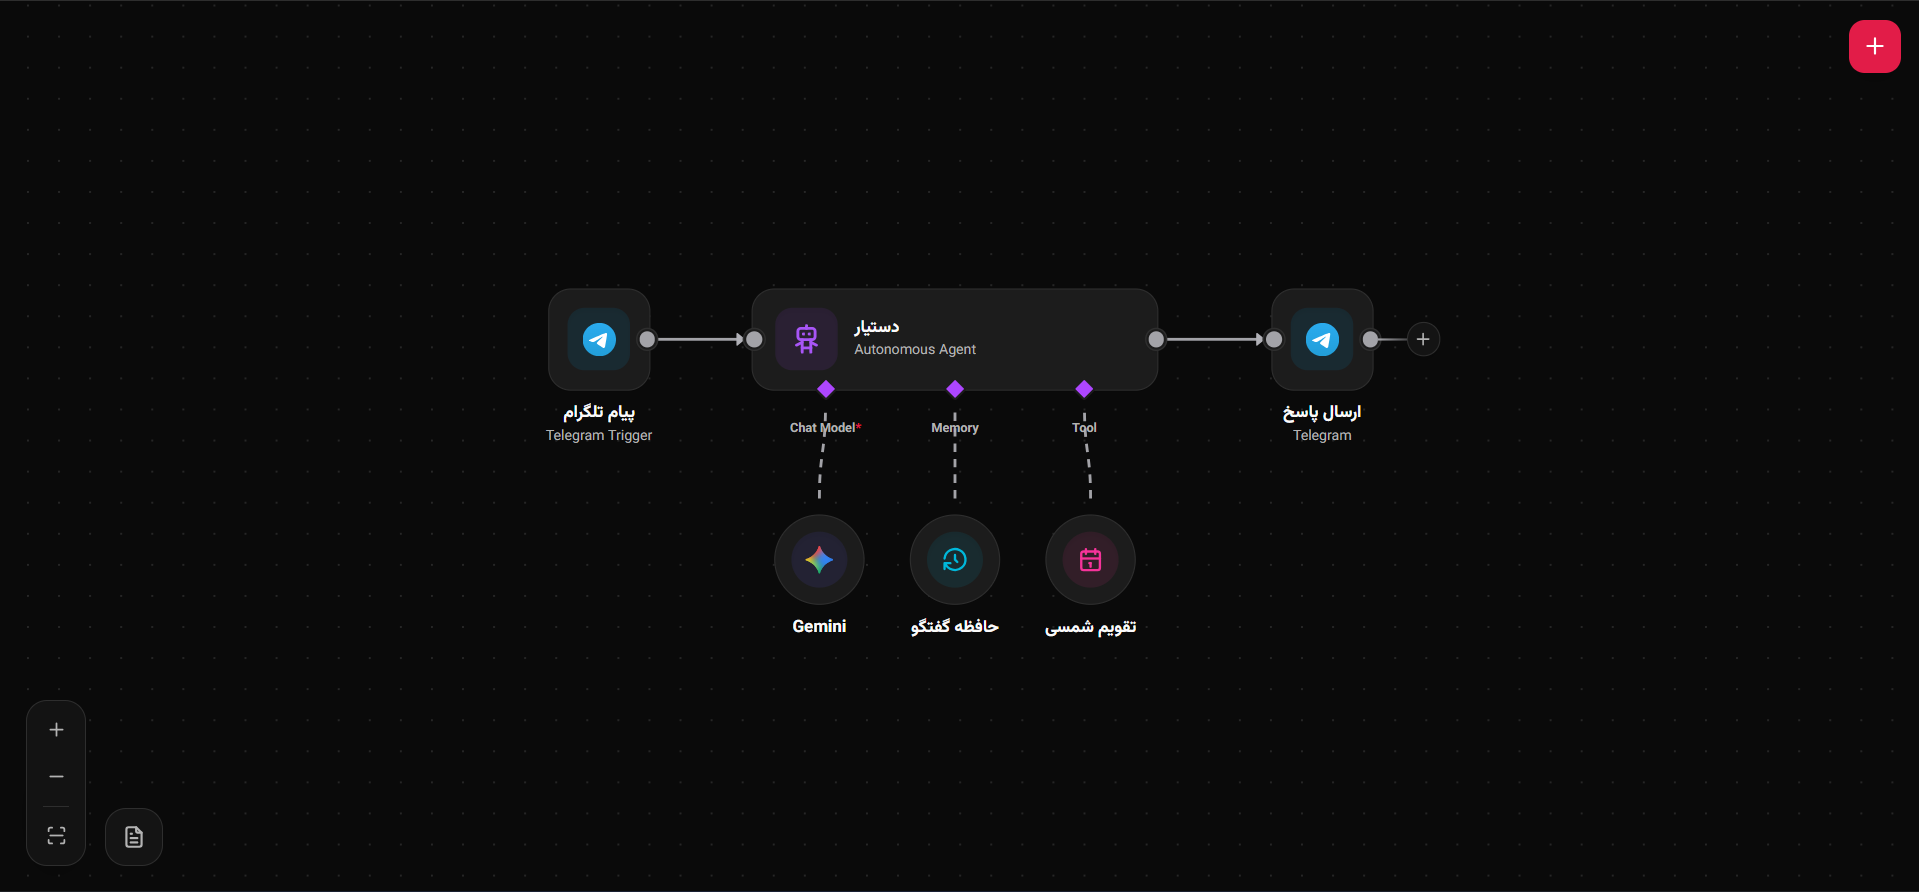 دستیار
Autonomous Agent
پیام تلگرام
Telegram Trigger
ارسال پاسخ
Telegram
Chat Model*
Memory
Tool
Gemini
حافظه گفتگو
تقویم شمسی